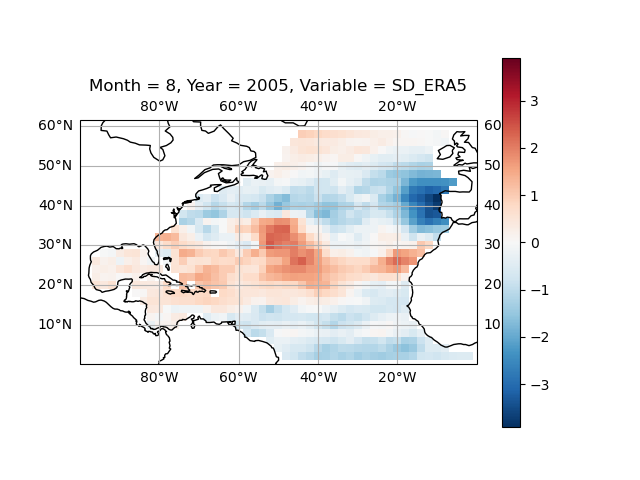 Month = 8, Year = 2005, Variable = SD_ERA5
80°W 60°W 40°W 20°W
60°N 60
50°N 50
40°N 40
30°N 30
20°N 20
10°N 10
80°W 60°W 40°W 20°W
3
2
1
0
−1
−2
−3